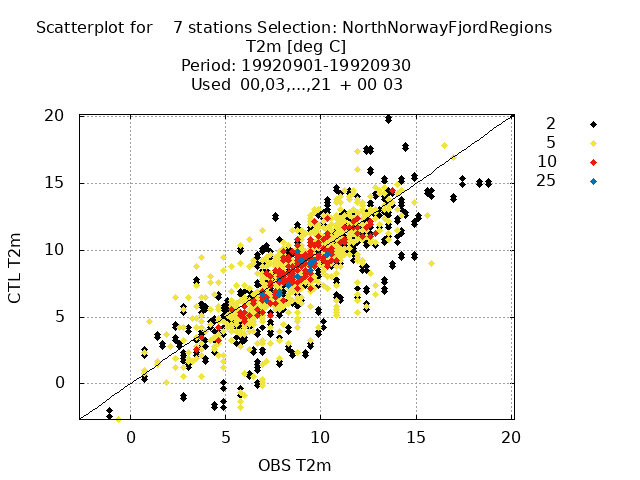 Scatterplot for 7 stations Selection: NorthNorwayFjordRegions
T2m [deg C]
Period: 19920901-19920930
Used 00,03,...,21 + 00 03
2
5
10
25
20
15
10
5
0
CTL T2m
0 5 10 15 20
OBS T2m